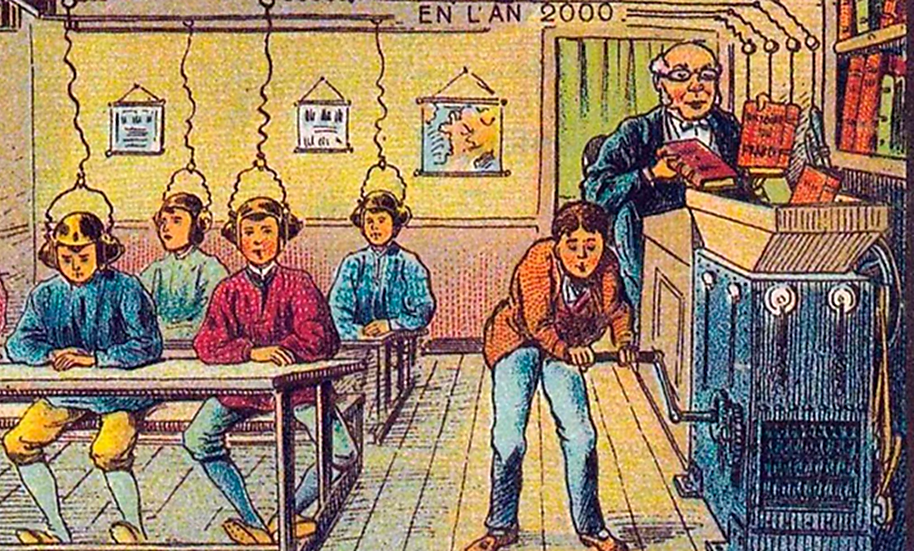 EN L'AN 2000.
HISTOIRE
DE
FRANCE